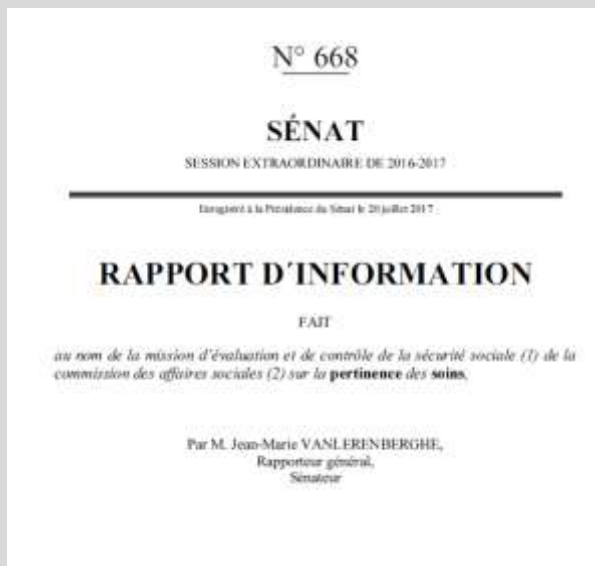 N° 668
SÉNAT
SESSION EXTRAORDINAIRE DE 2016-2017
Enregistré à la Présidence du Sénat le 26 juillet 2017
RAPPORT D´INFORMATION
FAIT
au nom de la mission d'évaluation et de contrôle de la sécurité sociale (1) de la
commission des affaires sociales (2) sur la pertinence des soins,
Par M. Jean-Marie VANLERENBERGHE,
Rapporteur général,
Sénateur